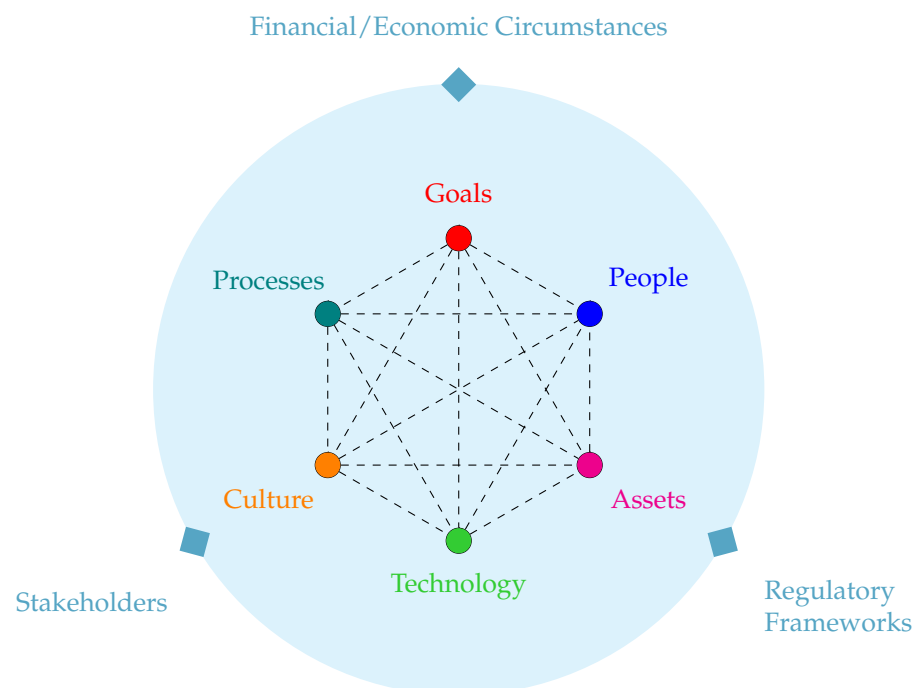 Financial/Economic Circumstances
Goals
Processes
People
Culture
Assets
Technology
Stakeholders
Regulatory
Frameworks